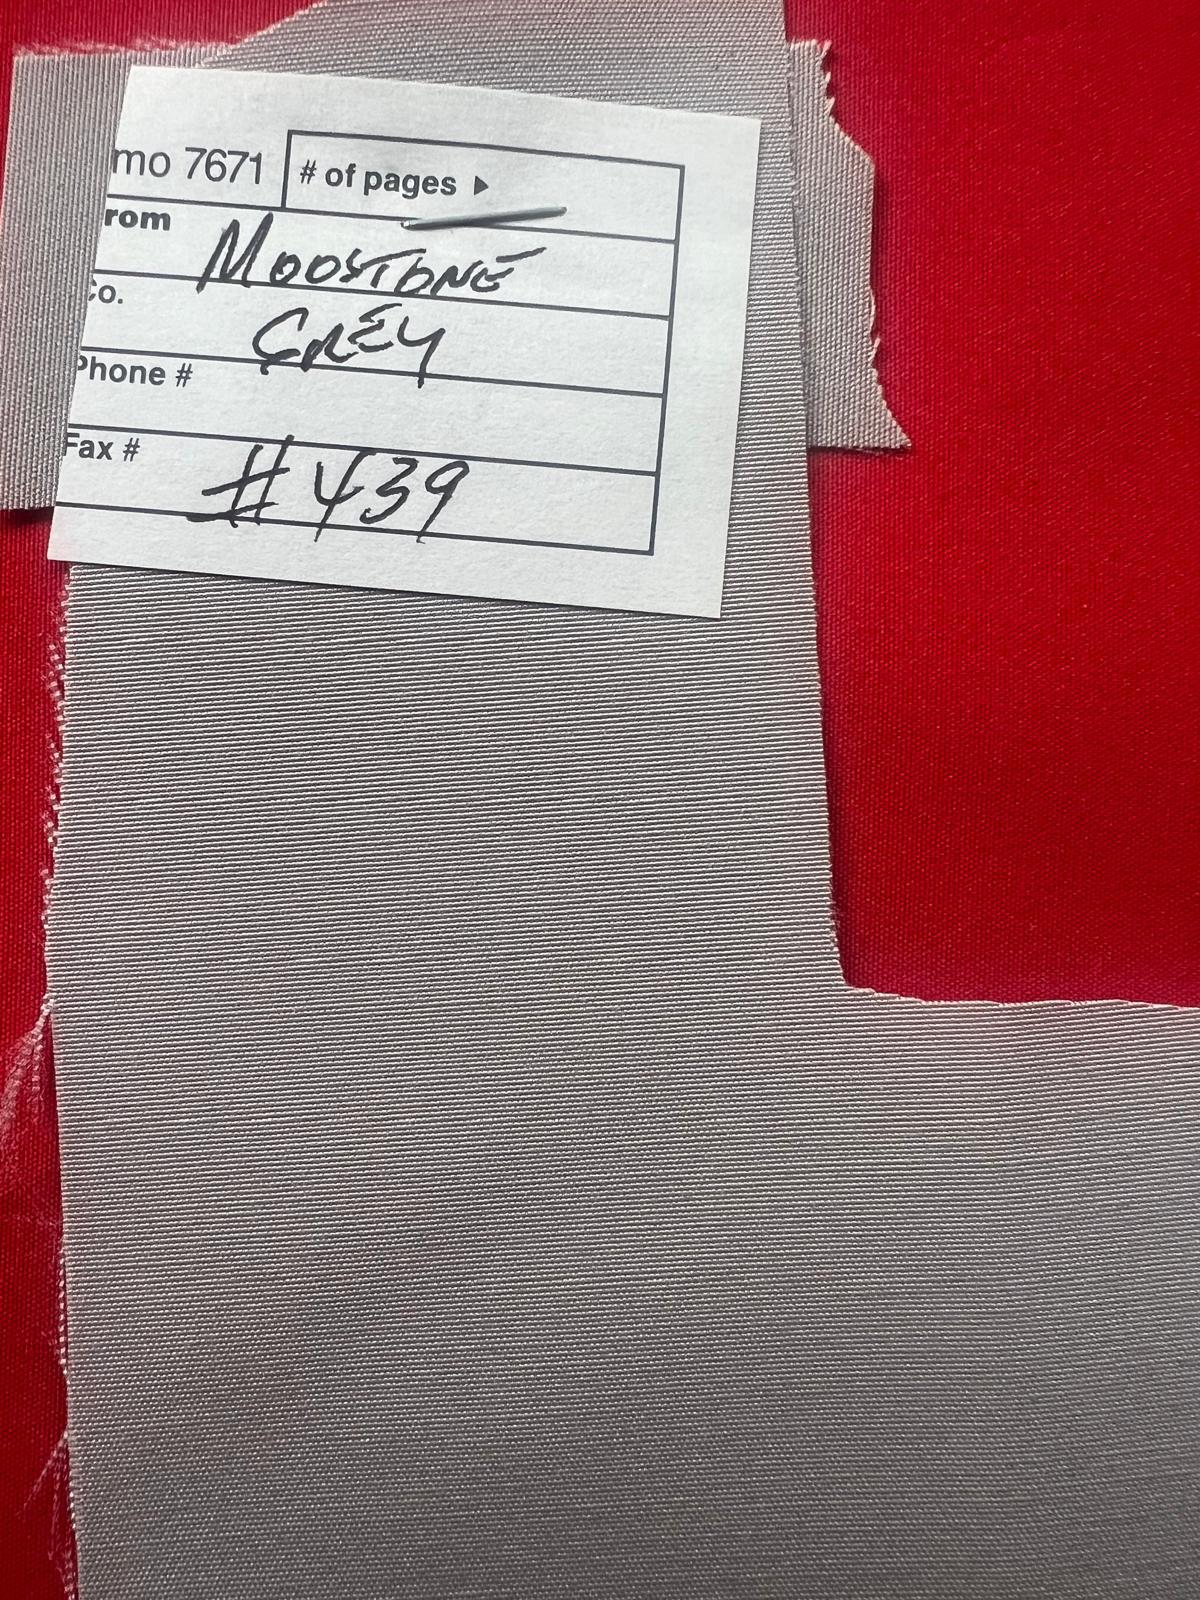 mo 7671
# of pages ▸
rom
MOOSTONE
Co.
GREY
Phone #
Fax #
#439